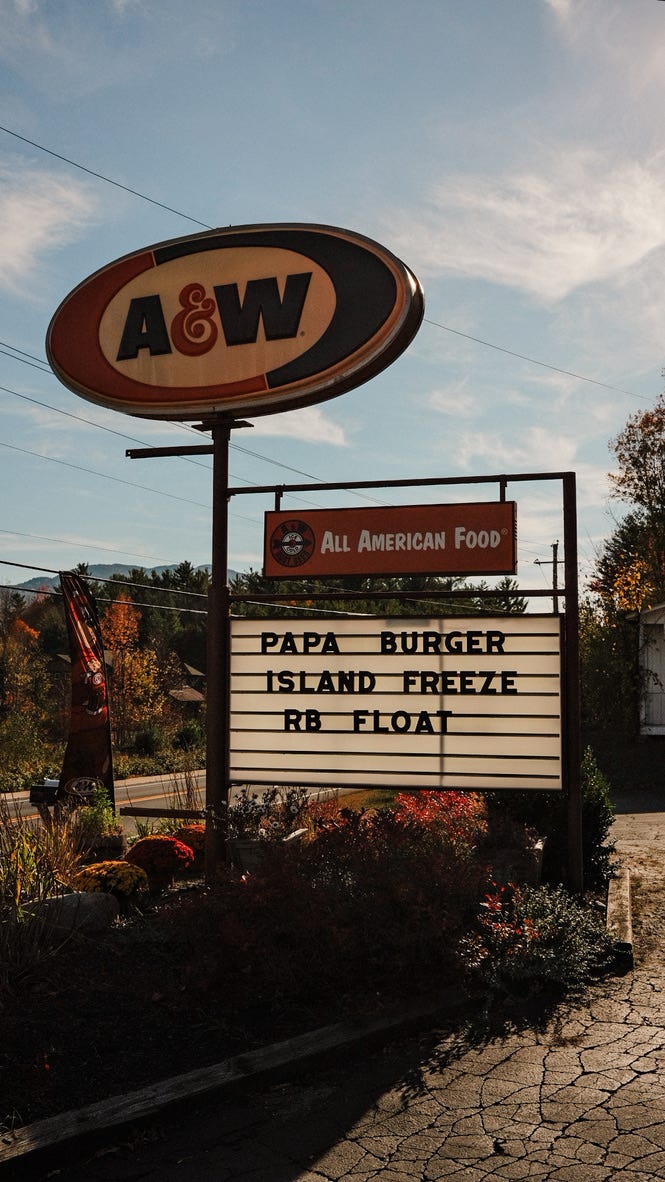 A&W
ALL AMERICAN FOOD®
PAPA BURGER
ISLAND FREEZE
RB FLOAT